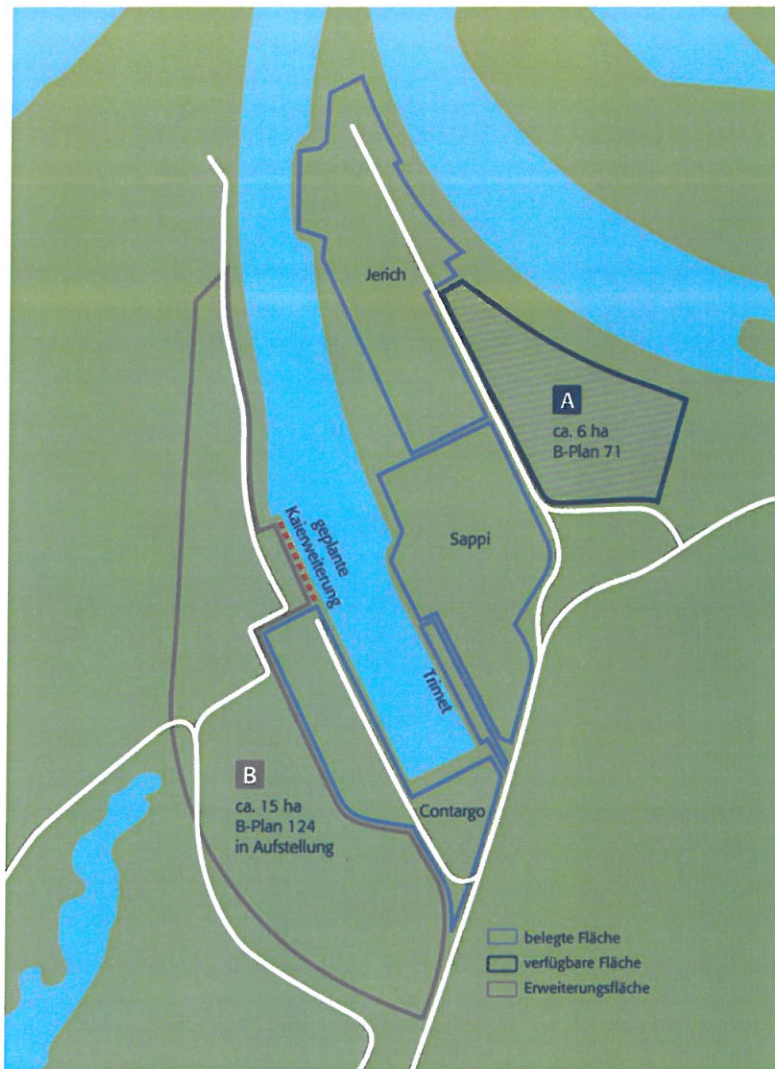 Jerich
A
ca. 6 ha
B-Plan 71
Sappi
geplante
Kaierweiterung
Trimet
B
ca. 15 ha
B-Plan 124
in Aufstellung
Contargo
belegte Fläche
verfügbare Fläche
Erweiterungsfläche